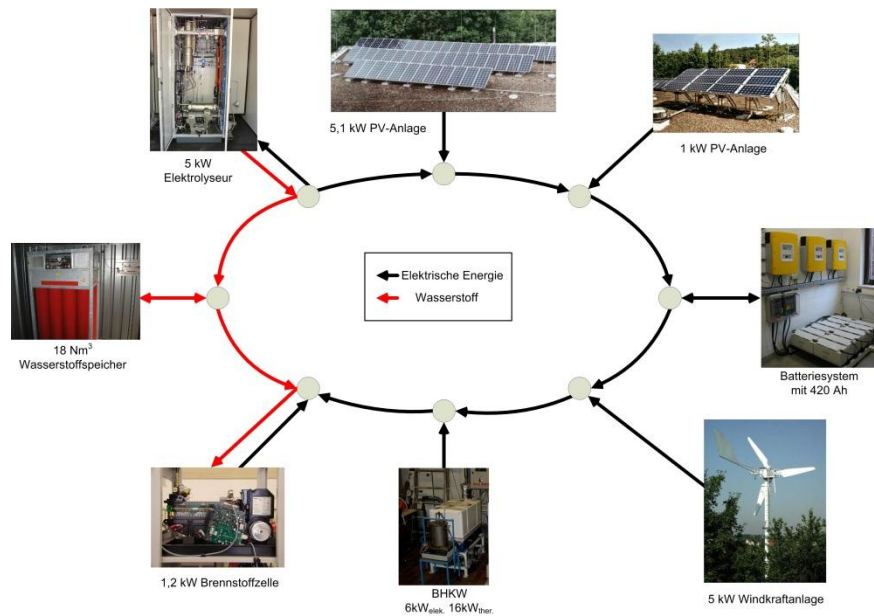 5,1 kW PV-Anlage
1 kW PV-Anlage
5 kW
Elektrolyseur
Elektrische Energie
Wasserstoff
18 Nm³
Wasserstoffspeicher
Batteriesystem
mit 420 Ah
1,2 kW Brennstoffzelle
BHKW
6kWelek. 16kWther.
5 kW Windkraftanlage